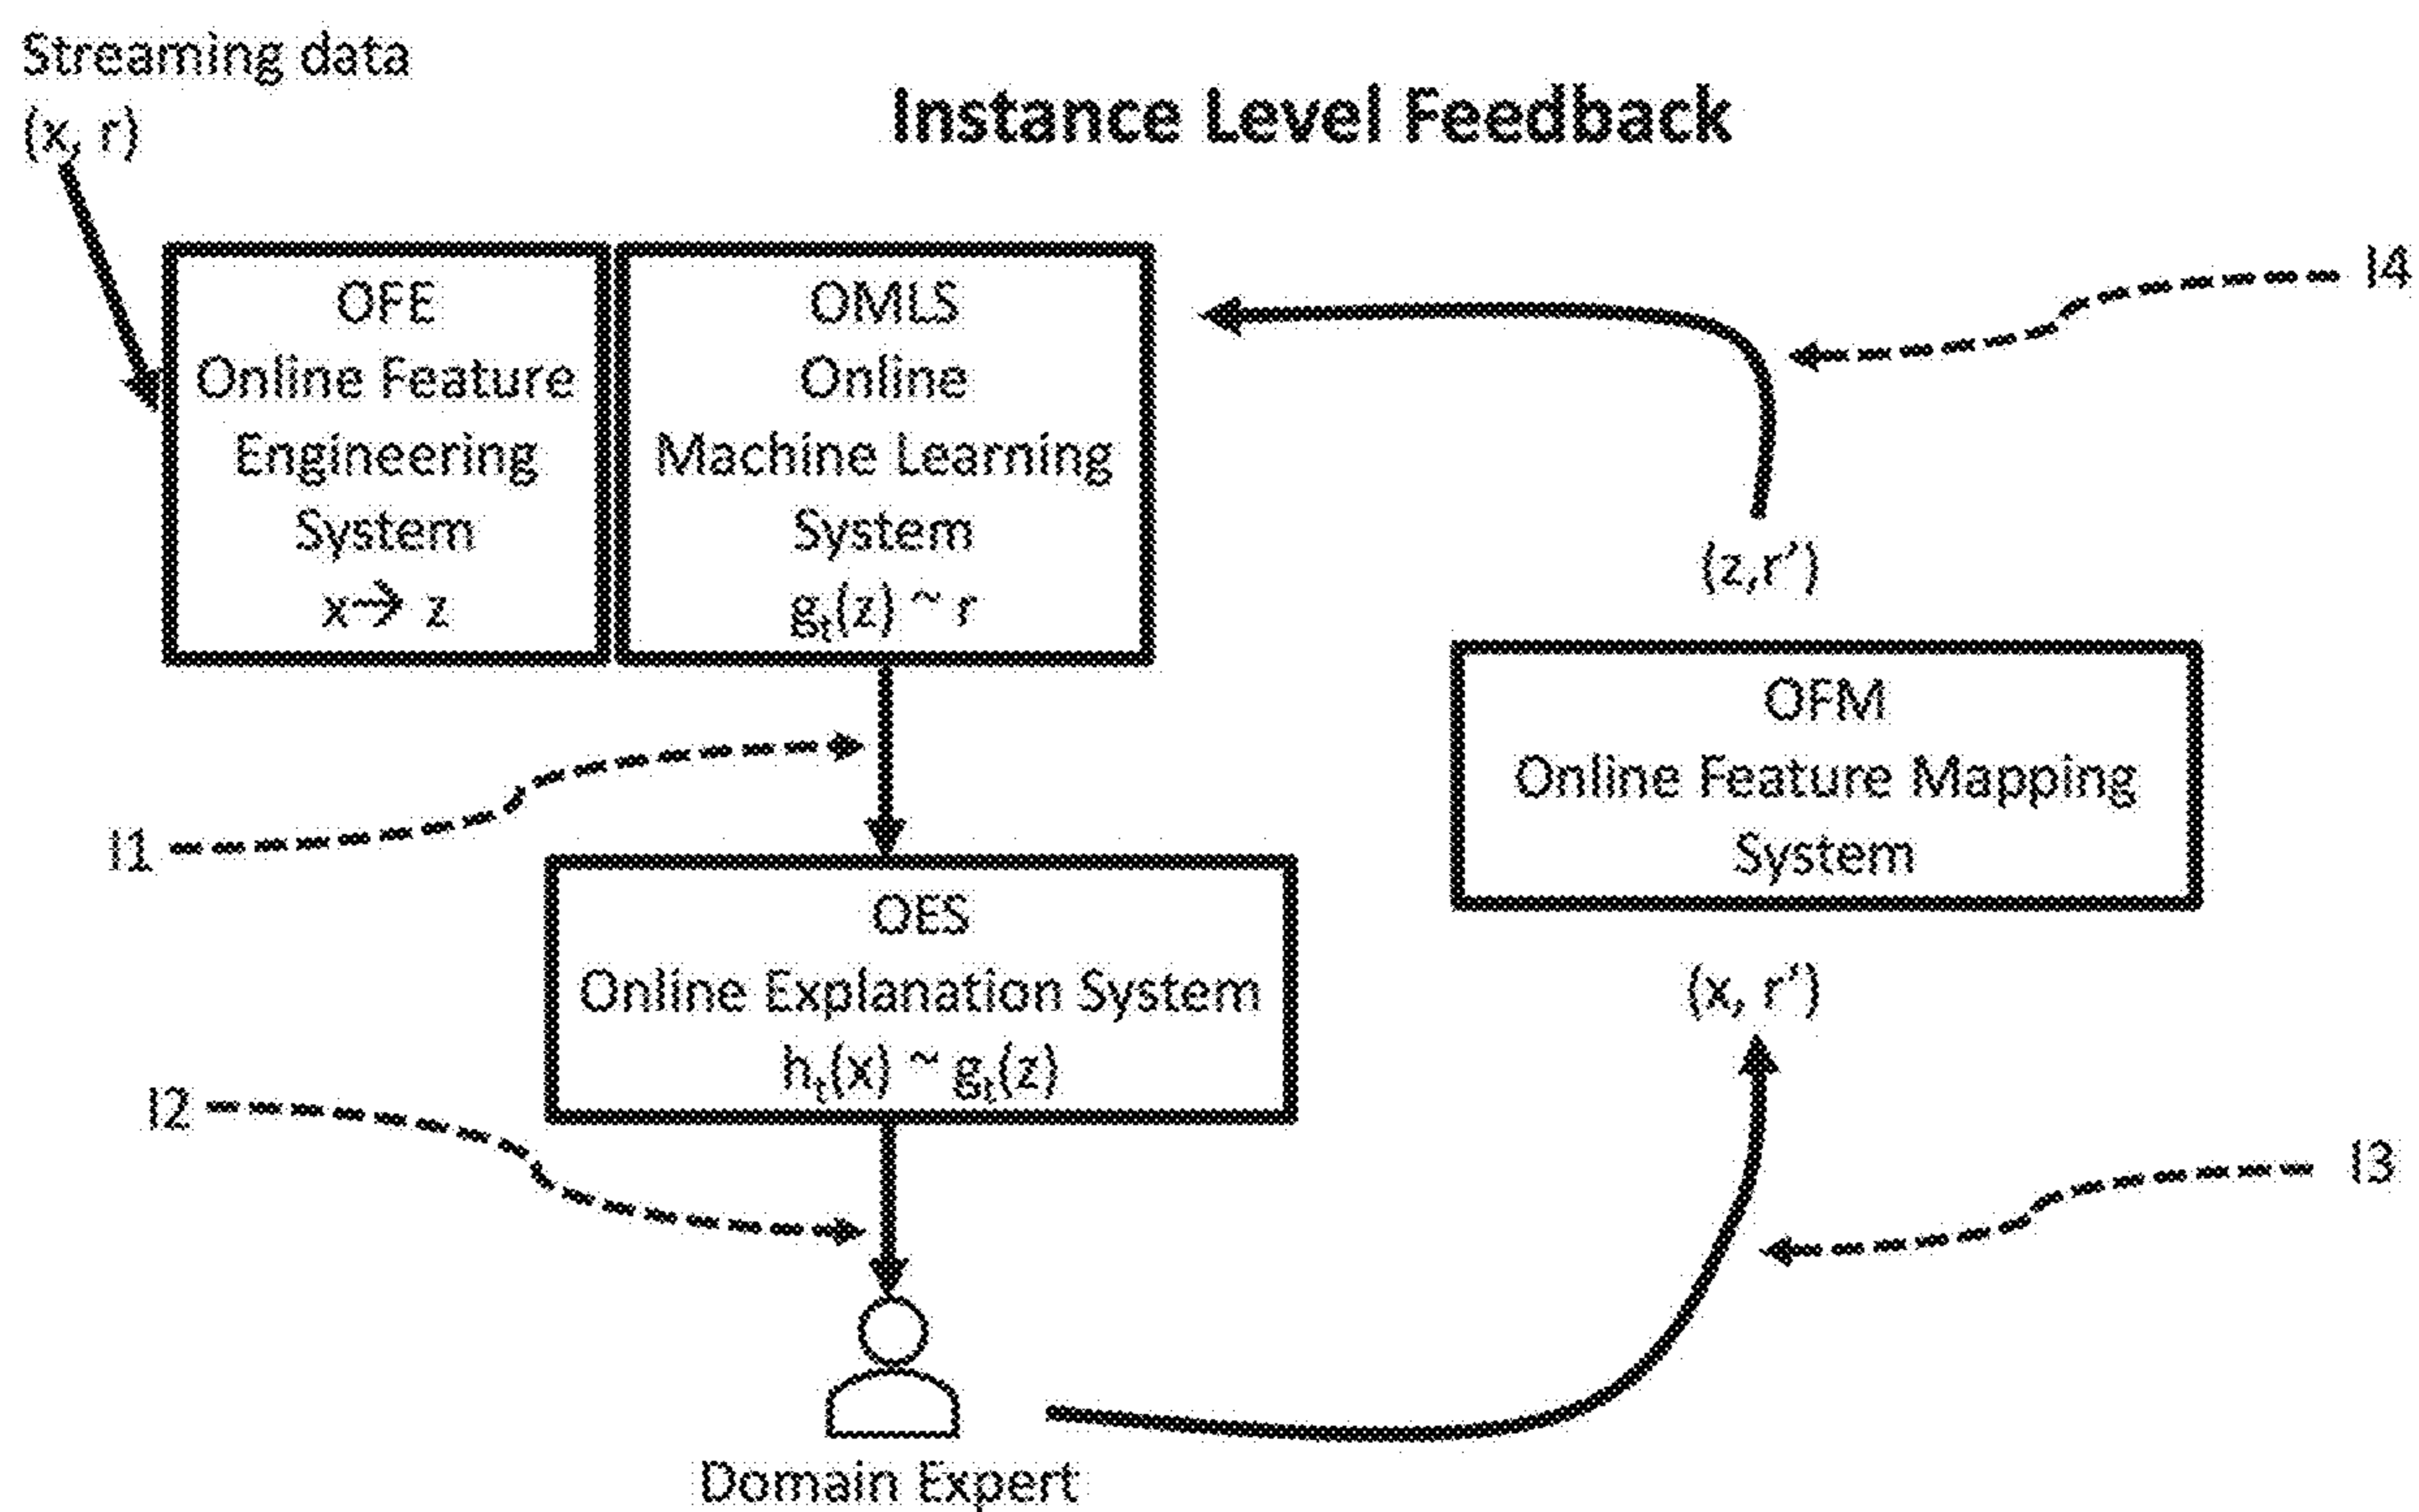 Streaming data
(x, r)
Instance Level Feedback
OFE
Online Feature
Engineering
System
x→ z
OMLS
Online
Machine Learning
System
gₜ(z) ~ r
I4
(z,r’)
OFM
Online Feature Mapping
System
I1
OES
Online Explanation System
hₜ(x) ~ gₜ(z)
(x, r’)
I2
I3
Domain Expert